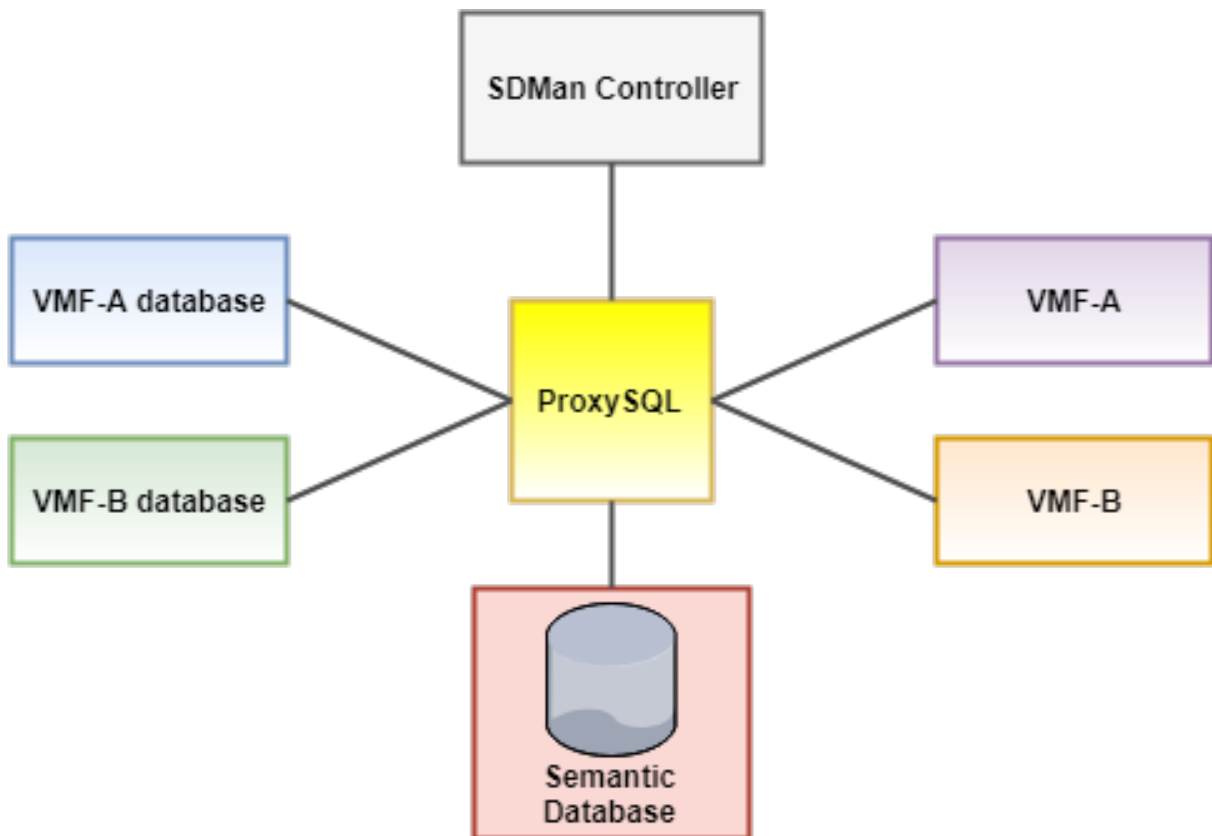 SDMan Controller
VMF-A database
VMF-A
ProxySQL
VMF-B database
VMF-B
Semantic
Database